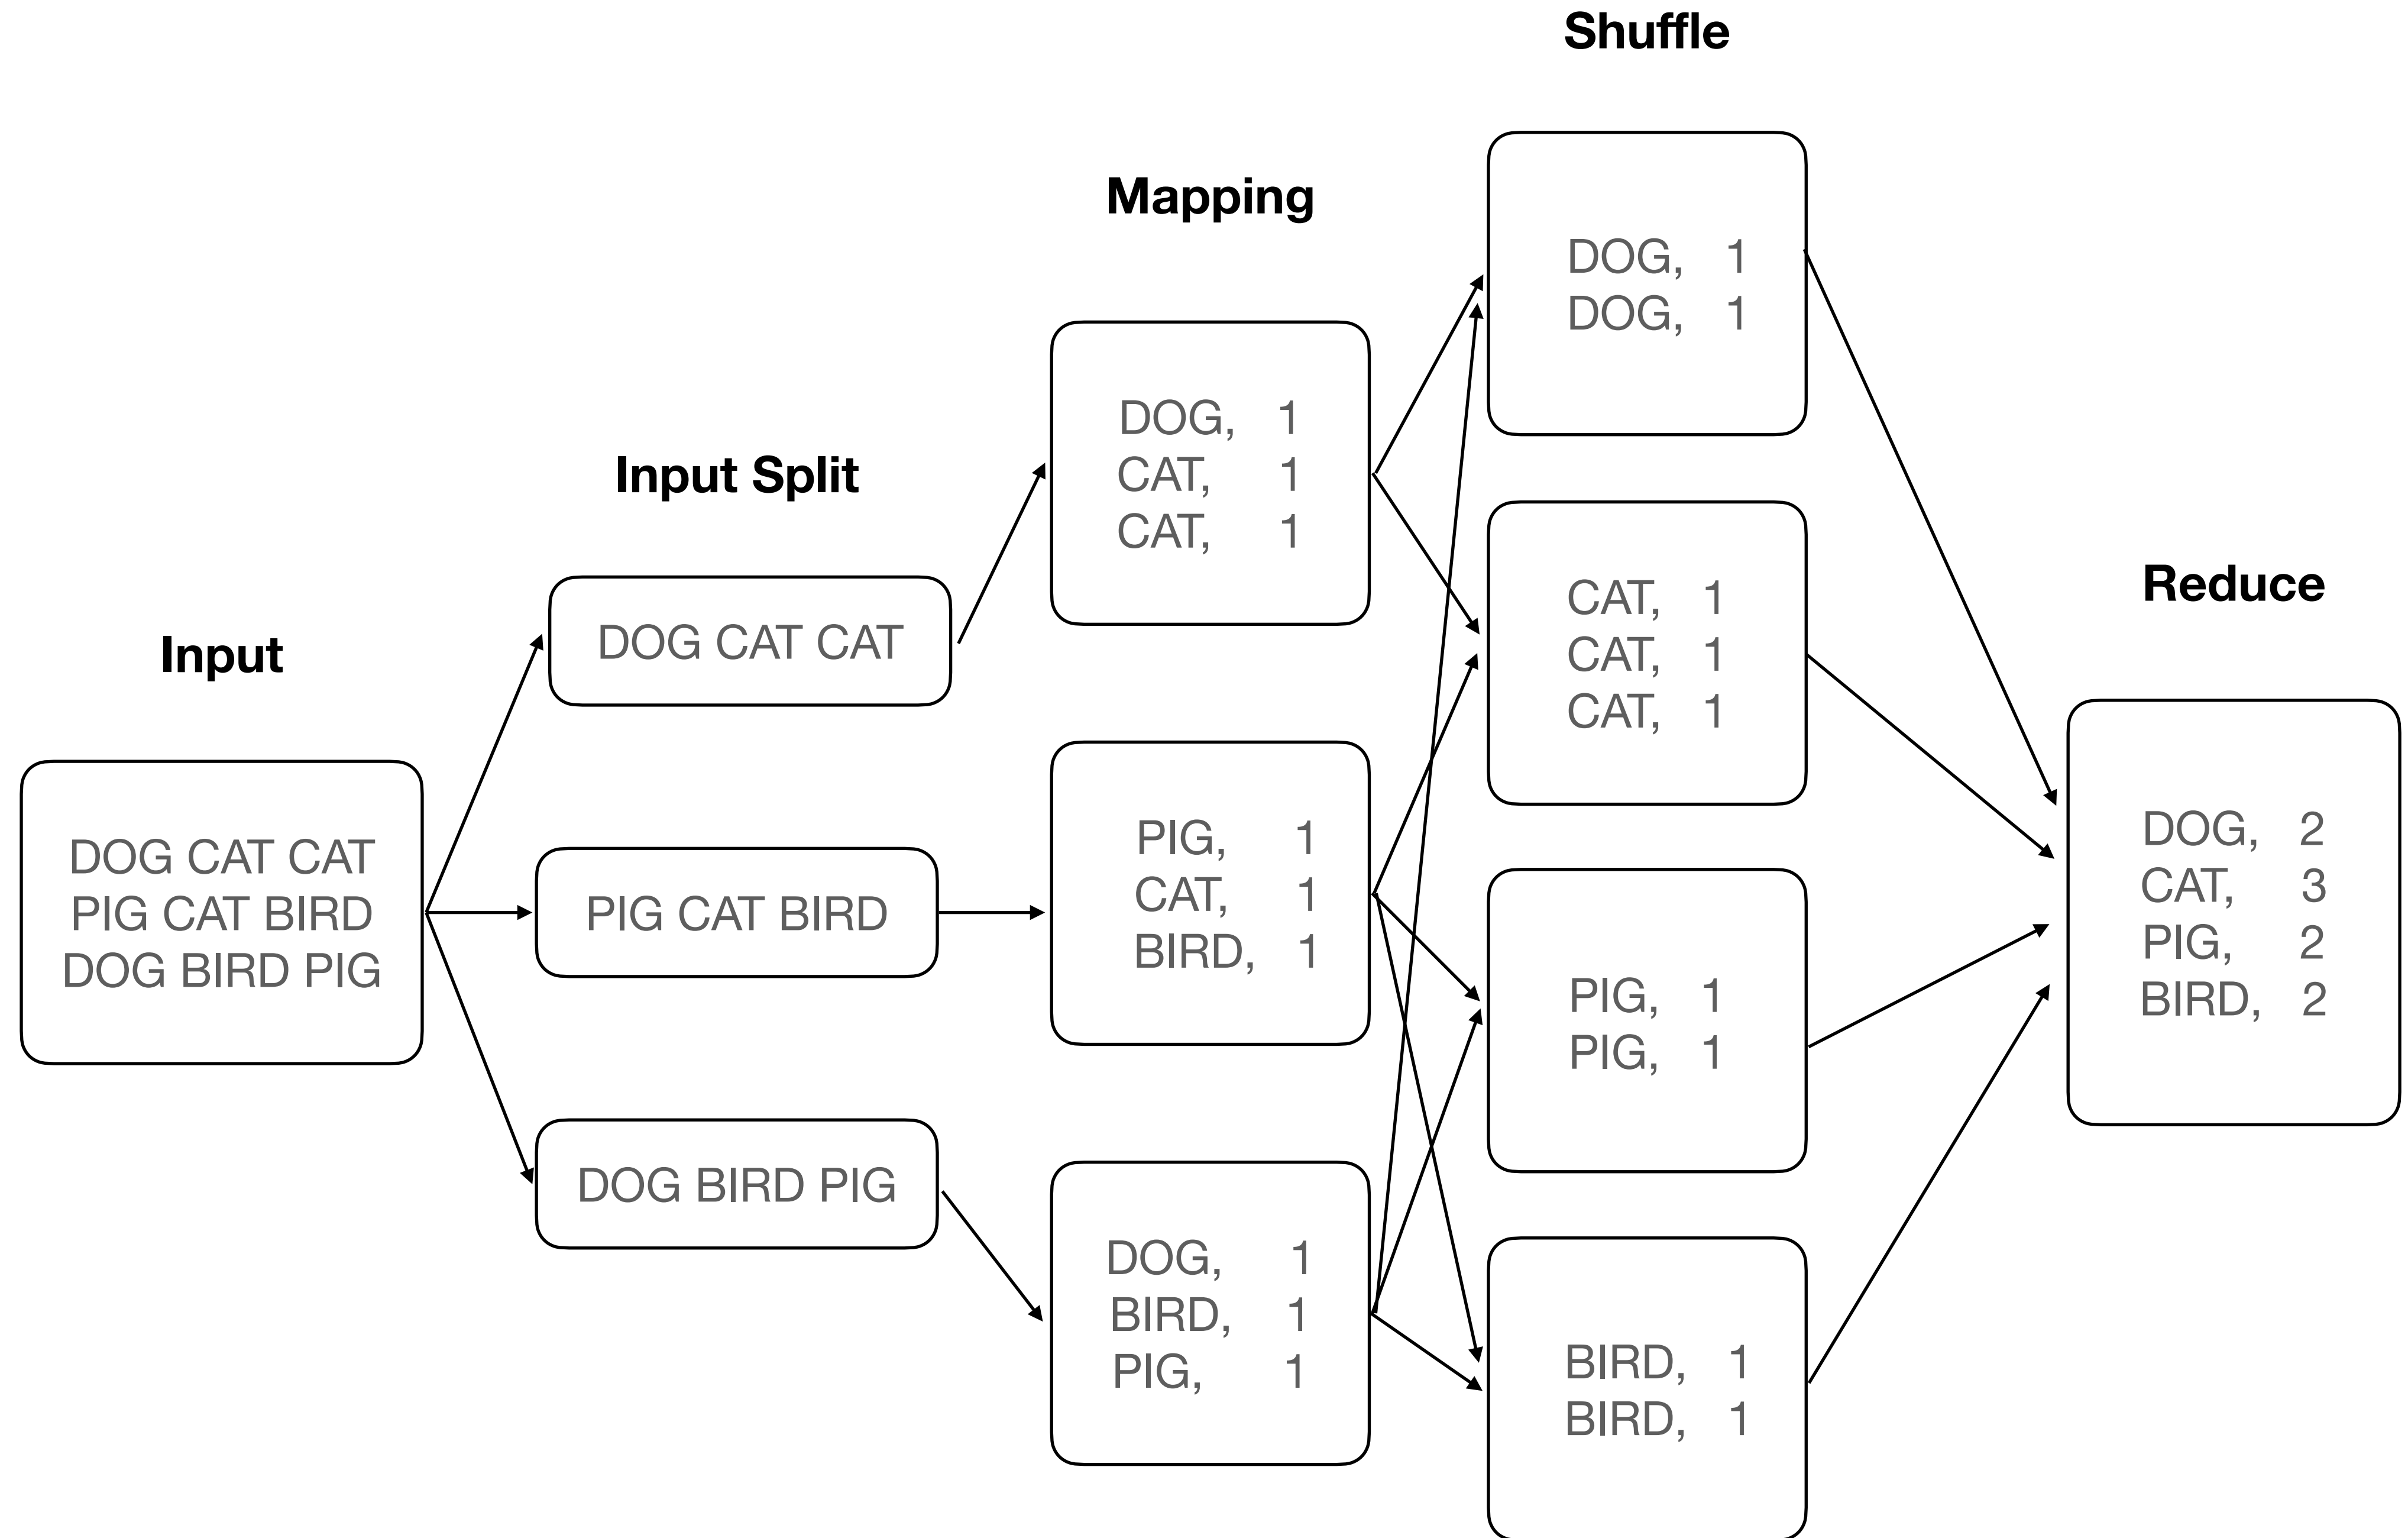 Input
DOG CAT CAT
PIG CAT BIRD
DOG BIRD PIG
Input Split
DOG CAT CAT
PIG CAT BIRD
DOG BIRD PIG
Mapping
DOG, 1
CAT, 1
CAT, 1
PIG, 1
CAT, 1
BIRD, 1
DOG, 1
BIRD, 1
PIG, 1
Shuffle
DOG, 1
DOG, 1
CAT, 1
CAT, 1
CAT, 1
PIG, 1
PIG, 1
BIRD, 1
BIRD, 1
Reduce
DOG, 2
CAT, 3
PIG, 2
BIRD, 2